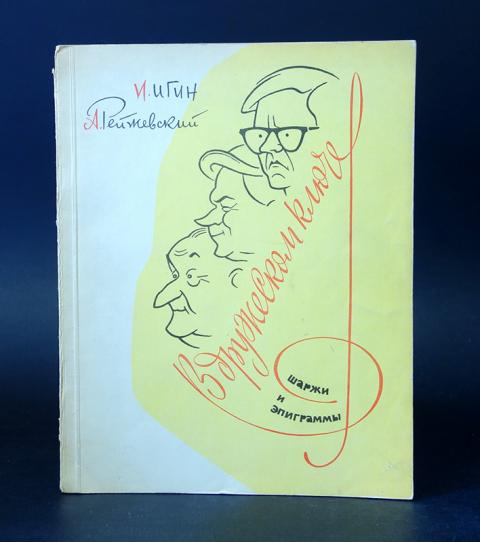 И. ИГИН
А. Рейжевский
В дружеском ключе
шаржи
и
эпиграммы